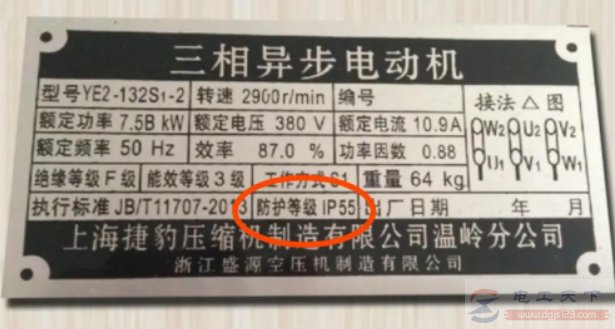 三相异步电动机
型号YE2-132S1-2 转速 2900r/min 编号
接法△图
额定功率 7.5B kW 额定电压 380 V 额定电流 10.9A
W2 U2 V2
额定频率 50 Hz 效率 87.0 % 功率因数 0.88
U1 V1 W1
绝缘等级F级 能效等级3级 工作方式 S1 重量 64 kg
执行标准 JB/T11707-2013 防护等级 IP55 出厂日期 年 月
上海捷豹压缩机制造有限公司温岭分公司
浙江盛源空压机制造有限公司
电工天下
www.dgjs123.com